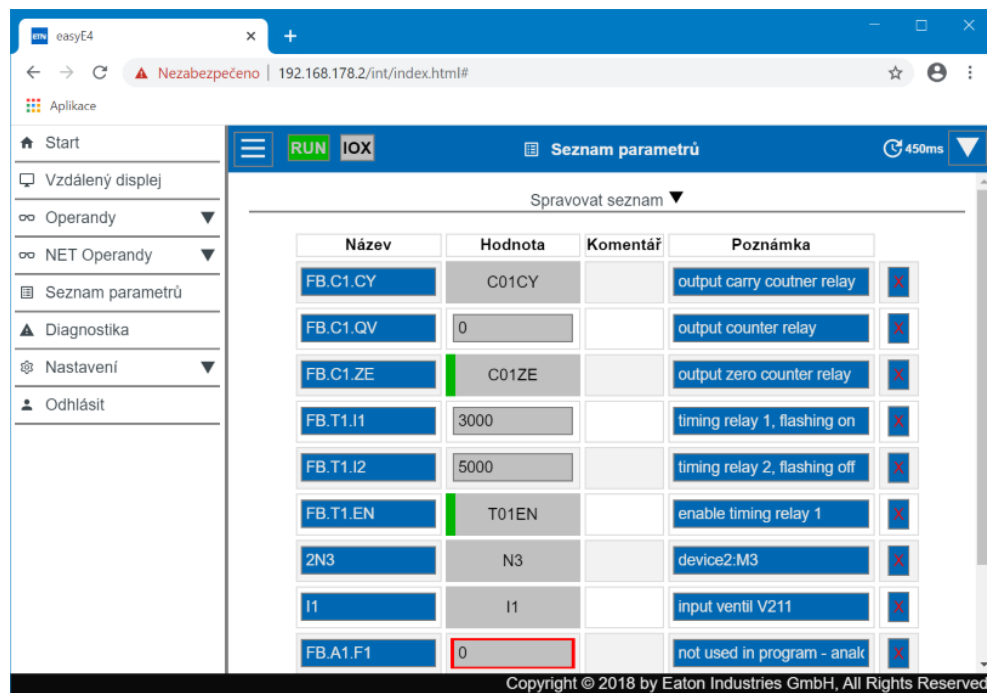 ETN easyE4
Nezabezpečeno 192.168.178.2/int/index.html#
Aplikace
Start
Vzdálený displej
Operandy
NET Operandy
Seznam parametrů
Diagnostika
Nastavení
Odhlásit
RUN IOX Seznam parametrů 450ms
Spravovat seznam
Název Hodnota Komentář Poznámka
FB.C1.CY C01CY output carry coutner relay X
FB.C1.QV 0 output counter relay X
FB.C1.ZE C01ZE output zero counter relay X
FB.T1.I1 3000 timing relay 1, flashing on X
FB.T1.I2 5000 timing relay 2, flashing off X
FB.T1.EN T01EN enable timing relay 1 X
2N3 N3 device2:M3 X
I1 I1 input ventil V211 X
FB.A1.F1 0 not used in program - analo X
Copyright © 2018 by Eaton Industries GmbH, All Rights Reserved